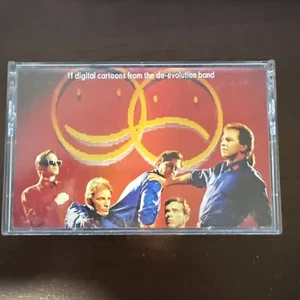 11 digital cartoons from the de-evolution band